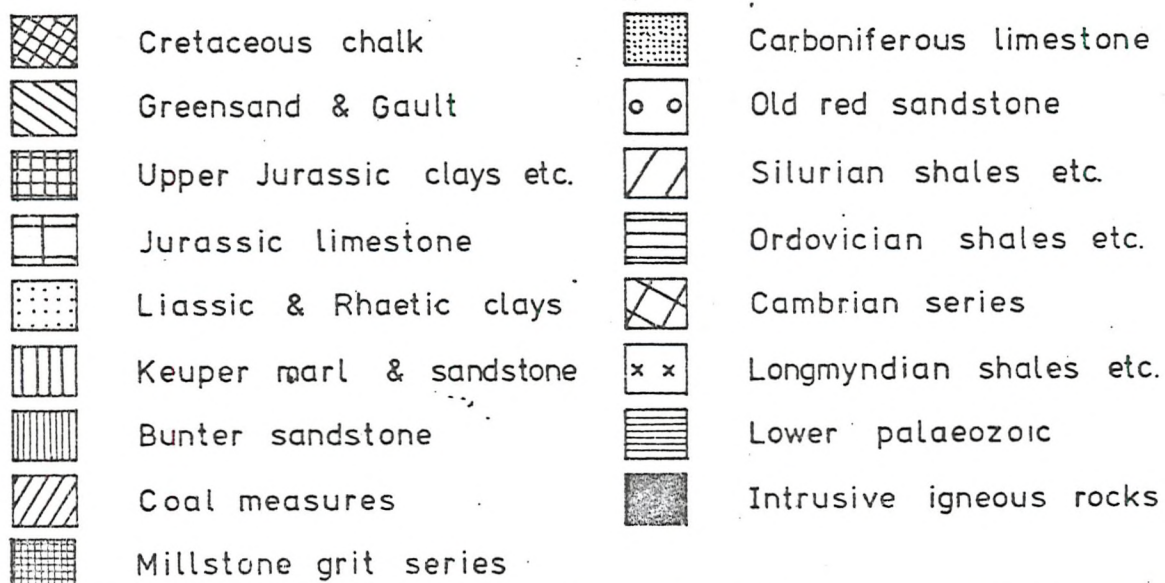 Cretaceous chalk
Greensand & Gault
Upper Jurassic clays etc.
Jurassic limestone
Liassic & Rhaetic clays
Keuper marl & sandstone
Bunter sandstone
Coal measures
Millstone grit series
Carboniferous limestone
Old red sandstone
Silurian shales etc.
Ordovician shales etc.
Cambrian series
Longmyndian shales etc.
Lower palaeozoic
Intrusive igneous rocks